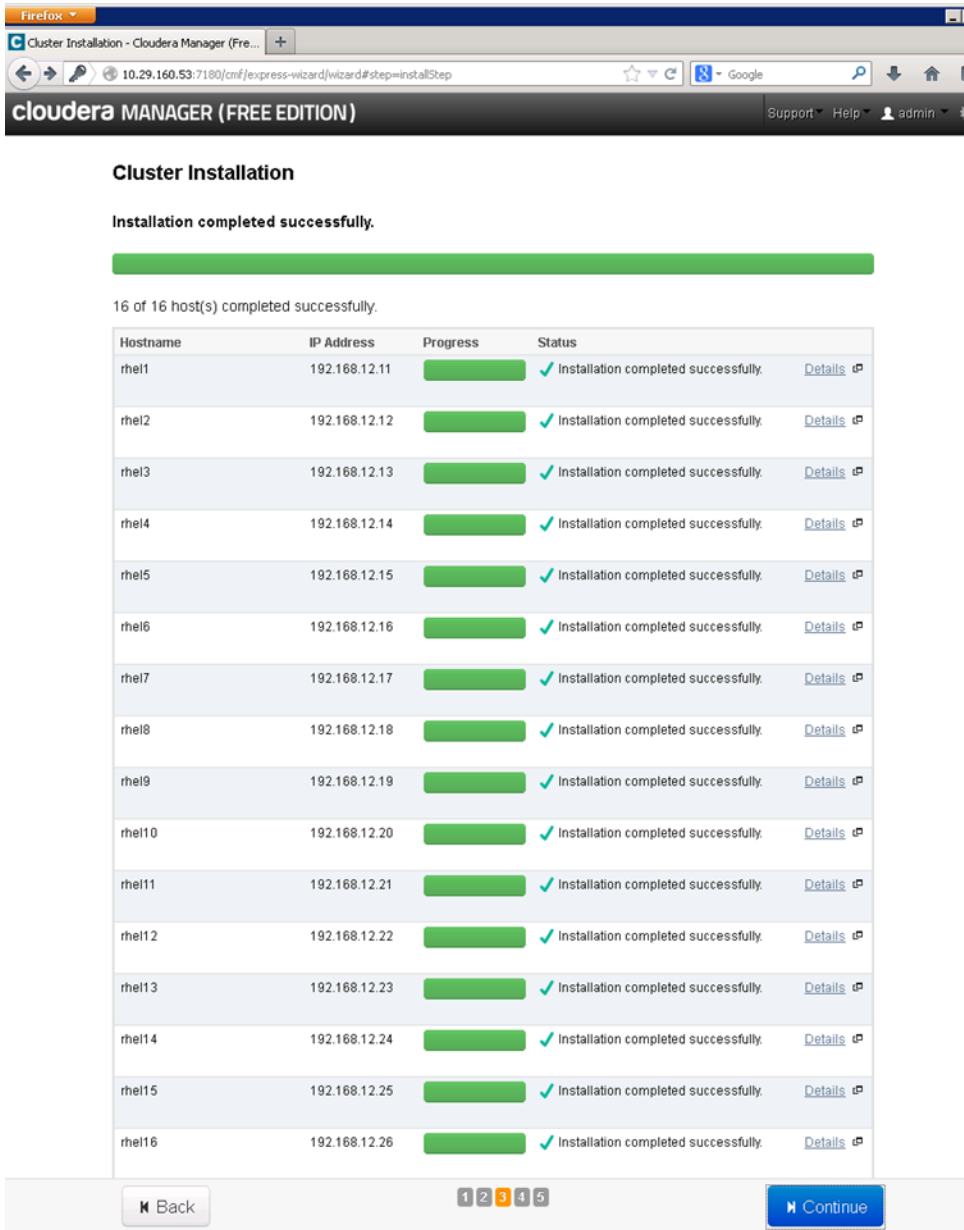 Firefox
Cluster Installation - Cloudera Manager (Fre... +
10.29.160.53:7180/cmf/express-wizard/wizard#step=installStep Google
cloudera MANAGER (FREE EDITION) Support Help admin
Cluster Installation
Installation completed successfully.
16 of 16 host(s) completed successfully.
Hostname IP Address Progress Status
rhel1 192.168.12.11 Installation completed successfully. Details
rhel2 192.168.12.12 Installation completed successfully. Details
rhel3 192.168.12.13 Installation completed successfully. Details
rhel4 192.168.12.14 Installation completed successfully. Details
rhel5 192.168.12.15 Installation completed successfully. Details
rhel6 192.168.12.16 Installation completed successfully. Details
rhel7 192.168.12.17 Installation completed successfully. Details
rhel8 192.168.12.18 Installation completed successfully. Details
rhel9 192.168.12.19 Installation completed successfully. Details
rhel10 192.168.12.20 Installation completed successfully. Details
rhel11 192.168.12.21 Installation completed successfully. Details
rhel12 192.168.12.22 Installation completed successfully. Details
rhel13 192.168.12.23 Installation completed successfully. Details
rhel14 192.168.12.24 Installation completed successfully. Details
rhel15 192.168.12.25 Installation completed successfully. Details
rhel16 192.168.12.26 Installation completed successfully. Details
Back 1 2 3 4 5 Continue